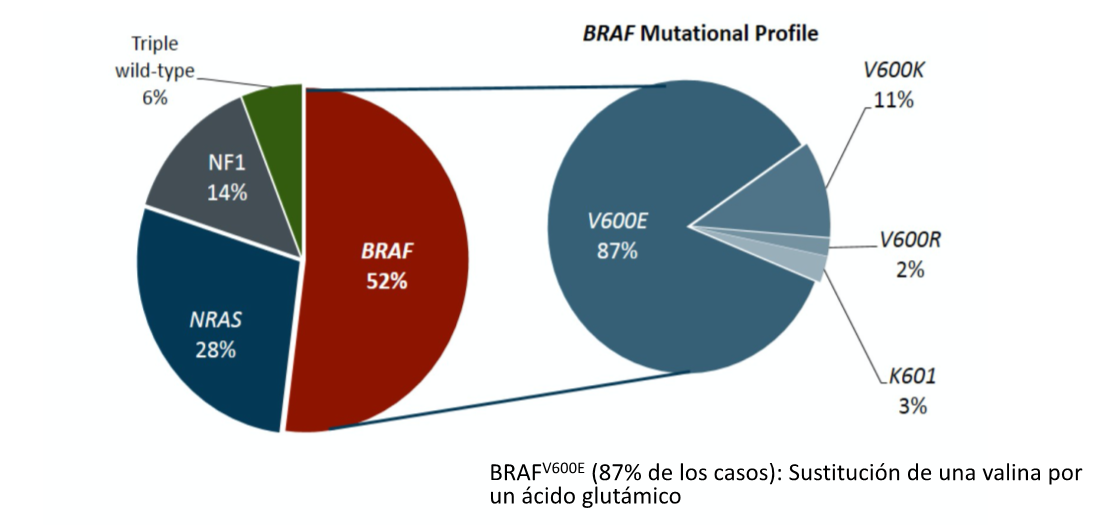 Triple
wild-type
6%
NF1
14%
BRAF
52%
NRAS
28%
BRAF Mutational Profile
V600K
11%
V600E
87%
V600R
2%
K601
3%
BRAFV600E (87% de los casos): Sustitución de una valina por
un ácido glutámico